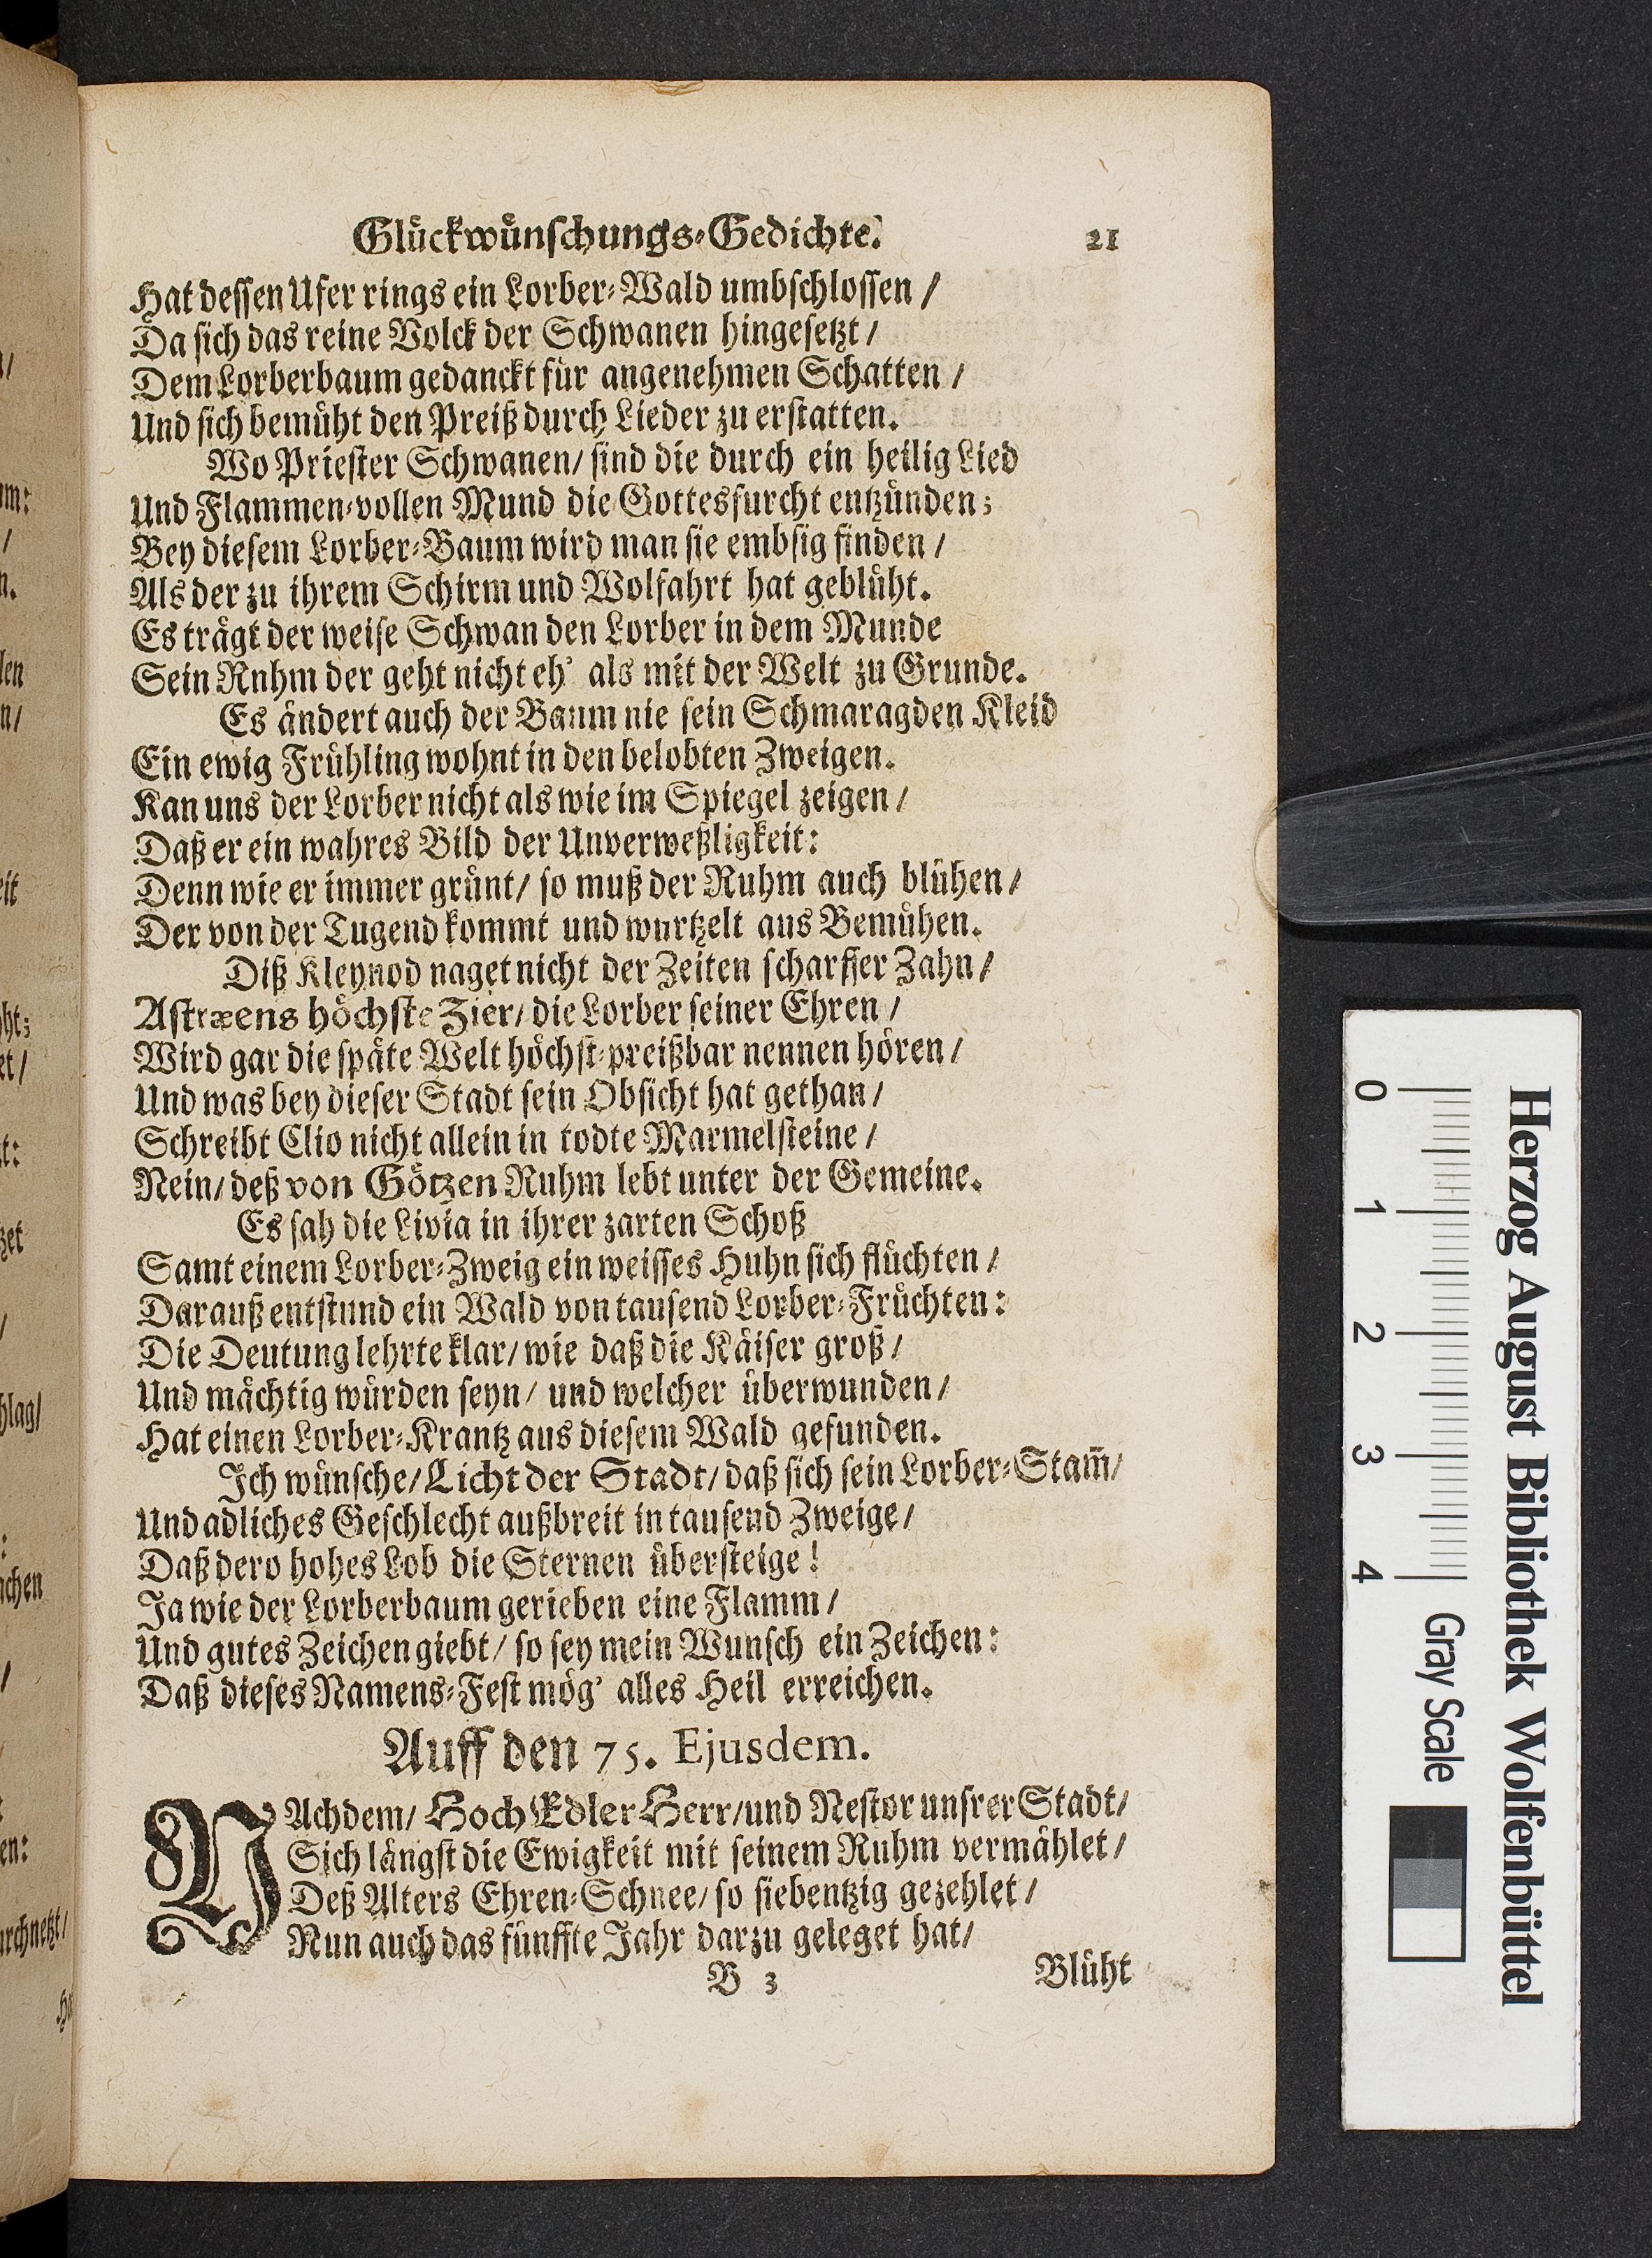 Glückwünschungs-Gedichte. 21
Hat dessen Ufer rings ein Lorber-Wald umbschlossen /
Da sich das reine Volck der Schwanen hingesetzt /
Dem Lorberbaum gedanckt für angenehmen Schatten /
Und sich bemüht den Preiß durch Lieder zu erstatten.
Wo Priester Schwanen/ sind die durch ein heilig Lied
Und Flammen-vollen Mund die Gottesfurcht entzünden;
Bey diesem Lorber-Baum wird man sie embsig finden /
Als der zu ihrem Schirm und Wolfahrt hat geblüht.
Es trägt der weise Schwan den Lorber in dem Munde
Sein Rnhm der geht nicht eh' als mit der Welt zu Grunde.
Es ändert auch der Baum nie sein Schmaragden Kleid
Ein ewig Frühling wohnt in den belobten Zweigen.
Kan uns der Lorber nicht als wie im Spiegel zeigen /
Daß er ein wahres Bild der Unverweßligkeit:
Denn wie er immer grünt/ so muß der Ruhm auch blühen /
Der von der Tugend kommt und wurtzelt aus Bemühen.
Diß Kleynod naget nicht der Zeiten scharffer Zahn /
Astræens höchste Zier/ die Lorber seiner Ehren /
Wird gar die späte Welt höchst-preißbar nennen hören /
Und was bey dieser Stadt sein Obsicht hat gethan /
Schreibt Clio nicht allein in todte Marmelsteine /
Nein/ deß von Götzen Ruhm lebt unter der Gemeine.
Es sah die Livia in ihrer zarten Schoß
Samt einem Lorber-Zweig ein weisses Huhn sich flüchten /
Darauß entstund ein Wald von tausend Lorber-Früchten:
Die Deutung lehrte klar/ wie daß die Käiser groß /
Und mächtig würden seyn/ und welcher überwunden /
Hat einen Lorber-Krantz aus diesem Wald gefunden.
Ich wünsche/ Licht der Stadt/ daß sich sein Lorber-Stam̅/
Und adliches Geschlecht außbreit in tausend Zweige /
Daß dero hohes Lob die Sternen übersteige!
Ja wie der Lorberbaum gerieben eine Flamm /
Und gutes Zeichen giebt/ so sey mein Wunsch ein Zeichen:
Daß dieses Namens-Fest mög' alles Heil erreichen.
Auff den 75. Ejusdem.
NAchdem/ Hoch Edler Herr/ und Nestor unsrer Stadt/
Sich längst die Ewigkeit mit seinem Ruhm vermählet /
Deß Alters Ehren-Schnee/ so siebentzig gezehlet /
Nun auch das fünffte Jahr darzu geleget hat/
B 3 Blüht
Herzog August Bibliothek Wolfenbüttel
0 1 2 3 4 Gray Scale